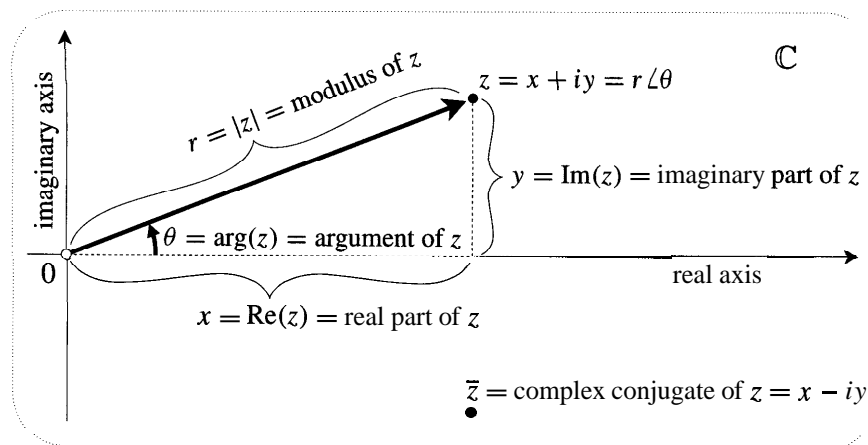 ℂ
imaginary axis
r = |z| = modulus of z
z = x + iy = r∠θ
y = Im(z) = imaginary part of z
θ = arg(z) = argument of z
0
real axis
x = Re(z) = real part of z
z̅ = complex conjugate of z = x − iy